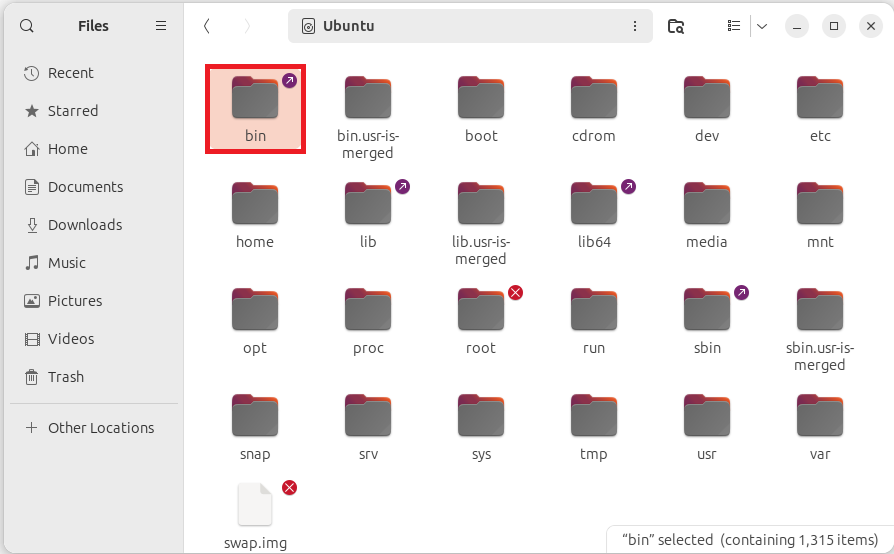 Files
Ubuntu
Recent
Starred
Home
Documents
Downloads
Music
Pictures
Videos
Trash
Other Locations
bin
bin.usr-is-
merged
boot
cdrom
dev
etc
home
lib
lib.usr-is-
merged
lib64
media
mnt
opt
proc
root
run
sbin
sbin.usr-is-
merged
snap
srv
sys
tmp
usr
var
swap.img
“bin” selected (containing 1,315 items)